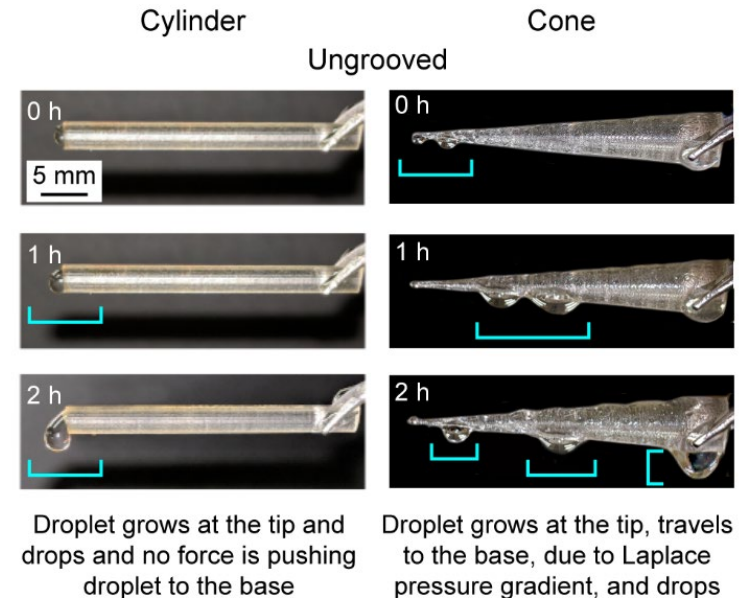 Cylinder
Cone
Ungrooved
0 h
5 mm
0 h
1 h
1 h
2 h
2 h
Droplet grows at the tip and
drops and no force is pushing
droplet to the base
Droplet grows at the tip, travels
to the base, due to Laplace
pressure gradient, and drops